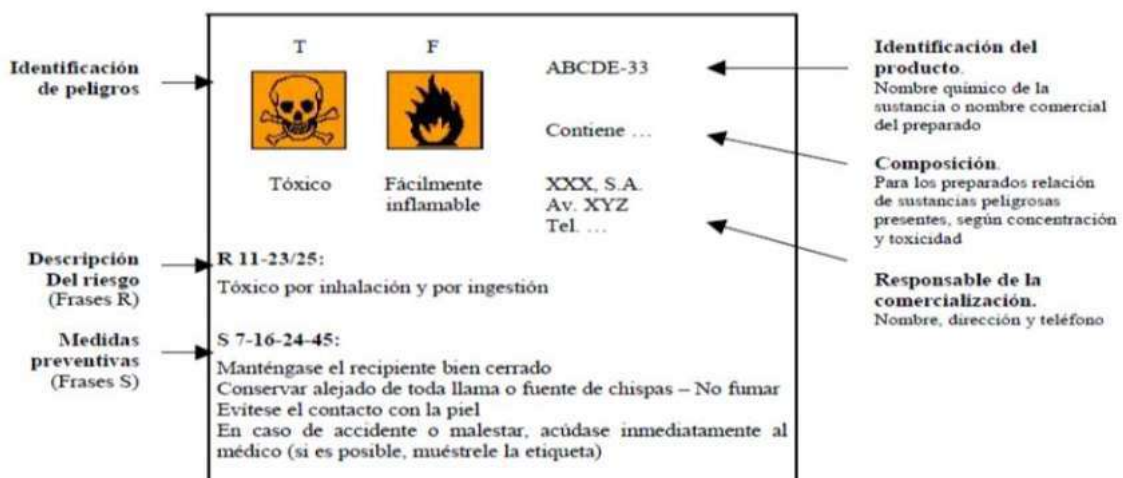 Identificación
de peligros
T
F
Tóxico
Fácilmente
inflamable
ABCDE-33
Contiene ...
XXX, S.A.
Av. XYZ
Tel. ...
Identificación del
producto.
Nombre químico de la
sustancia o nombre comercial
del preparado
Composición.
Para los preparados relación
de sustancias peligrosas
presentes, según concentración
y toxicidad
Responsable de la
comercialización.
Nombre, dirección y teléfono
Descripción
Del riesgo
(Frases R)
R 11-23/25:
Tóxico por inhalación y por ingestión
Medidas
preventivas
(Frases S)
S 7-16-24-45:
Manténgase el recipiente bien cerrado
Conservar alejado de toda llama o fuente de chispas – No fumar
Evítese el contacto con la piel
En caso de accidente o malestar, acúdase inmediatamente al
médico (si es posible, muéstrele la etiqueta)